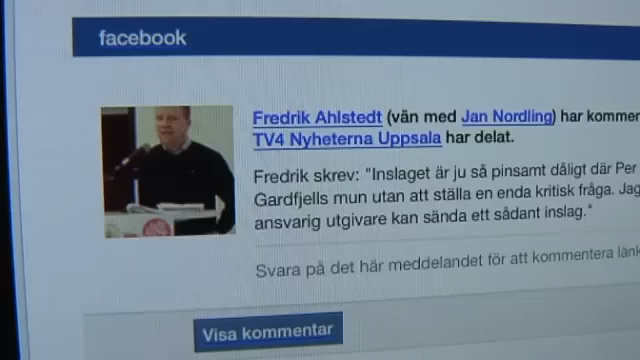 facebook
Fredrik Ahlstedt (vän med Jan Nordling) har kommer
TV4 Nyheterna Uppsala har delat.
Fredrik skrev: "Inslaget är ju så pinsamt dåligt där Per
Gardfjells mun utan att ställa en enda kritisk fråga. Jag
ansvarig utgivare kan sända ett sådant inslag."
Svara på det här meddelandet för att kommentera länk
Visa kommentar